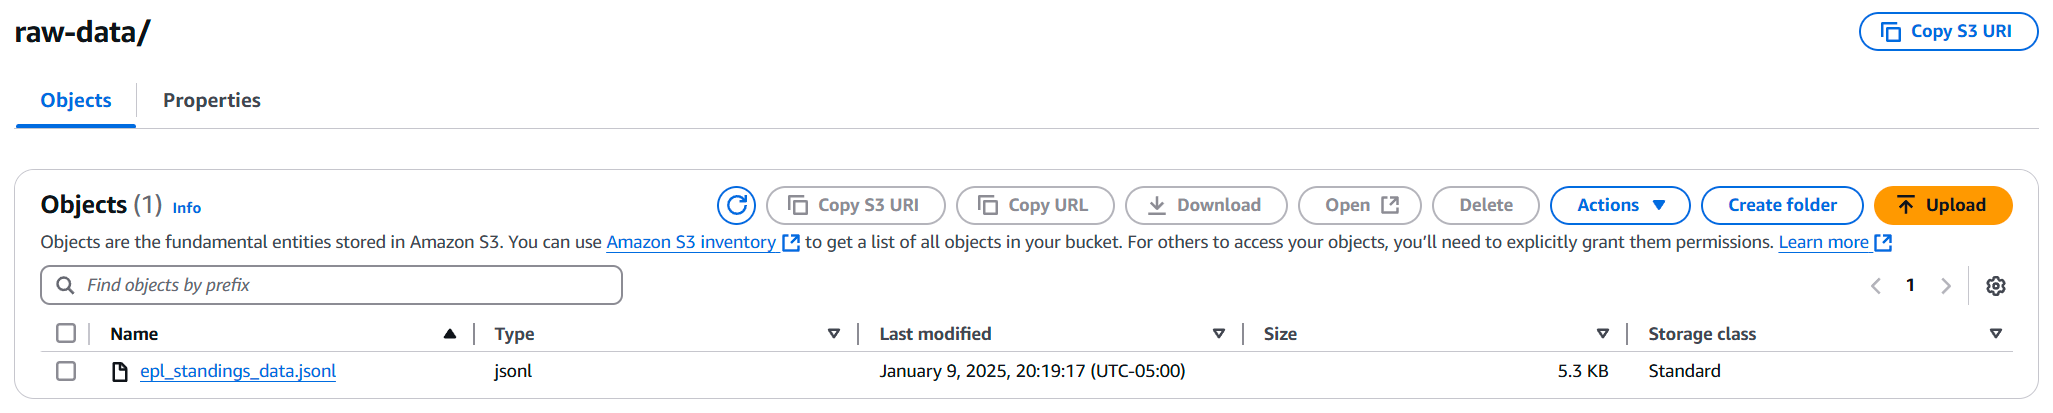 raw-data/
Copy S3 URI
Objects
Properties
Objects (1) Info
Copy S3 URI
Copy URL
Download
Open
Delete
Actions
Create folder
Upload
Objects are the fundamental entities stored in Amazon S3. You can use Amazon S3 inventory to get a list of all objects in your bucket. For others to access your objects, you’ll need to explicitly grant them permissions. Learn more
Find objects by prefix
1
Name Type Last modified Size Storage class
epl_standings_data.jsonl jsonl January 9, 2025, 20:19:17 (UTC-05:00) 5.3 KB Standard